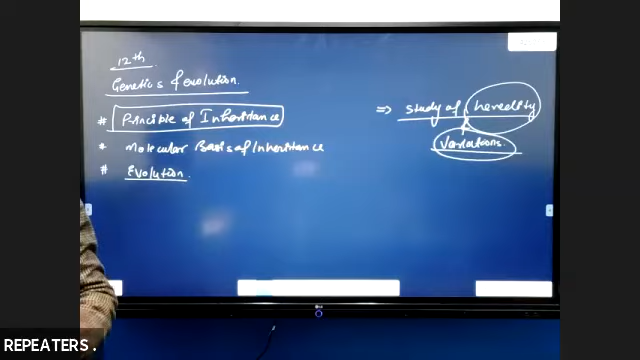 12th
Genetics & evolution.
# Principle of Inheritance
* Molecular Basis of Inheritance
# Evolution.
⇒ study of heredity
& Variations.
REPEATERS.